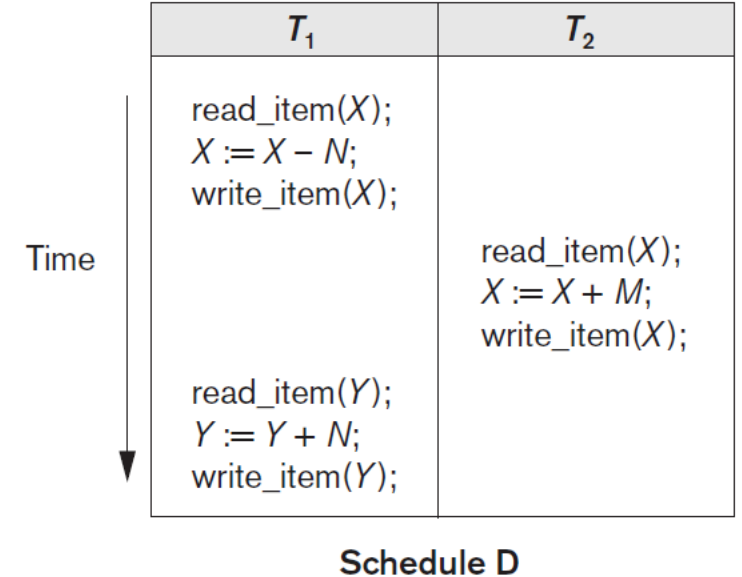 T1 T2
read_item(X);
X := X – N;
write_item(X);
Time
read_item(X);
X := X + M;
write_item(X);
read_item(Y);
Y := Y + N;
write_item(Y);
Schedule D